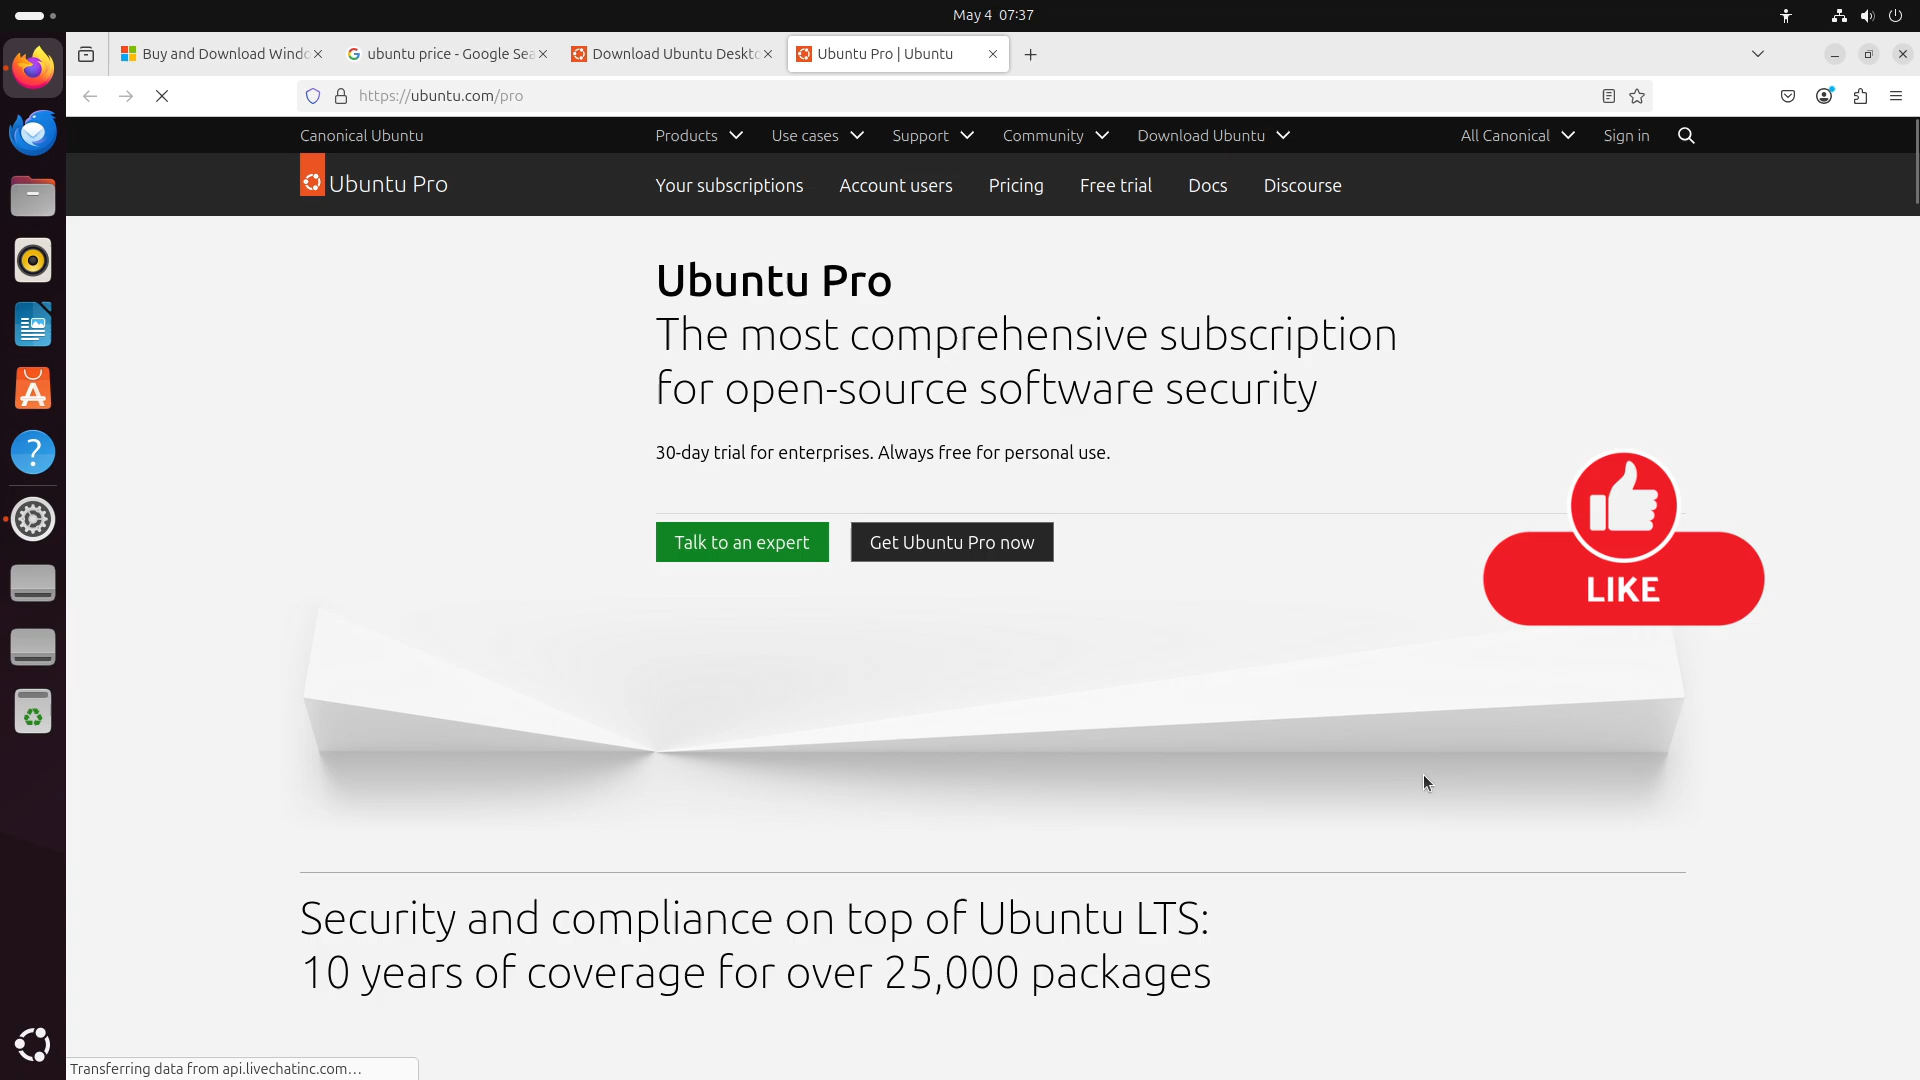 May 4 07:37
Buy and Download Windo
ubuntu price - Google Sea
Download Ubuntu Deskto
Ubuntu Pro | Ubuntu
https://ubuntu.com/pro
Canonical Ubuntu
Products
Use cases
Support
Community
Download Ubuntu
All Canonical
Sign in
Ubuntu Pro
Your subscriptions
Account users
Pricing
Free trial
Docs
Discourse
Ubuntu Pro
The most comprehensive subscription
for open-source software security
30-day trial for enterprises. Always free for personal use.
Talk to an expert
Get Ubuntu Pro now
LIKE
Security and compliance on top of Ubuntu LTS:
10 years of coverage for over 25,000 packages
Transferring data from api.livechatinc.com…